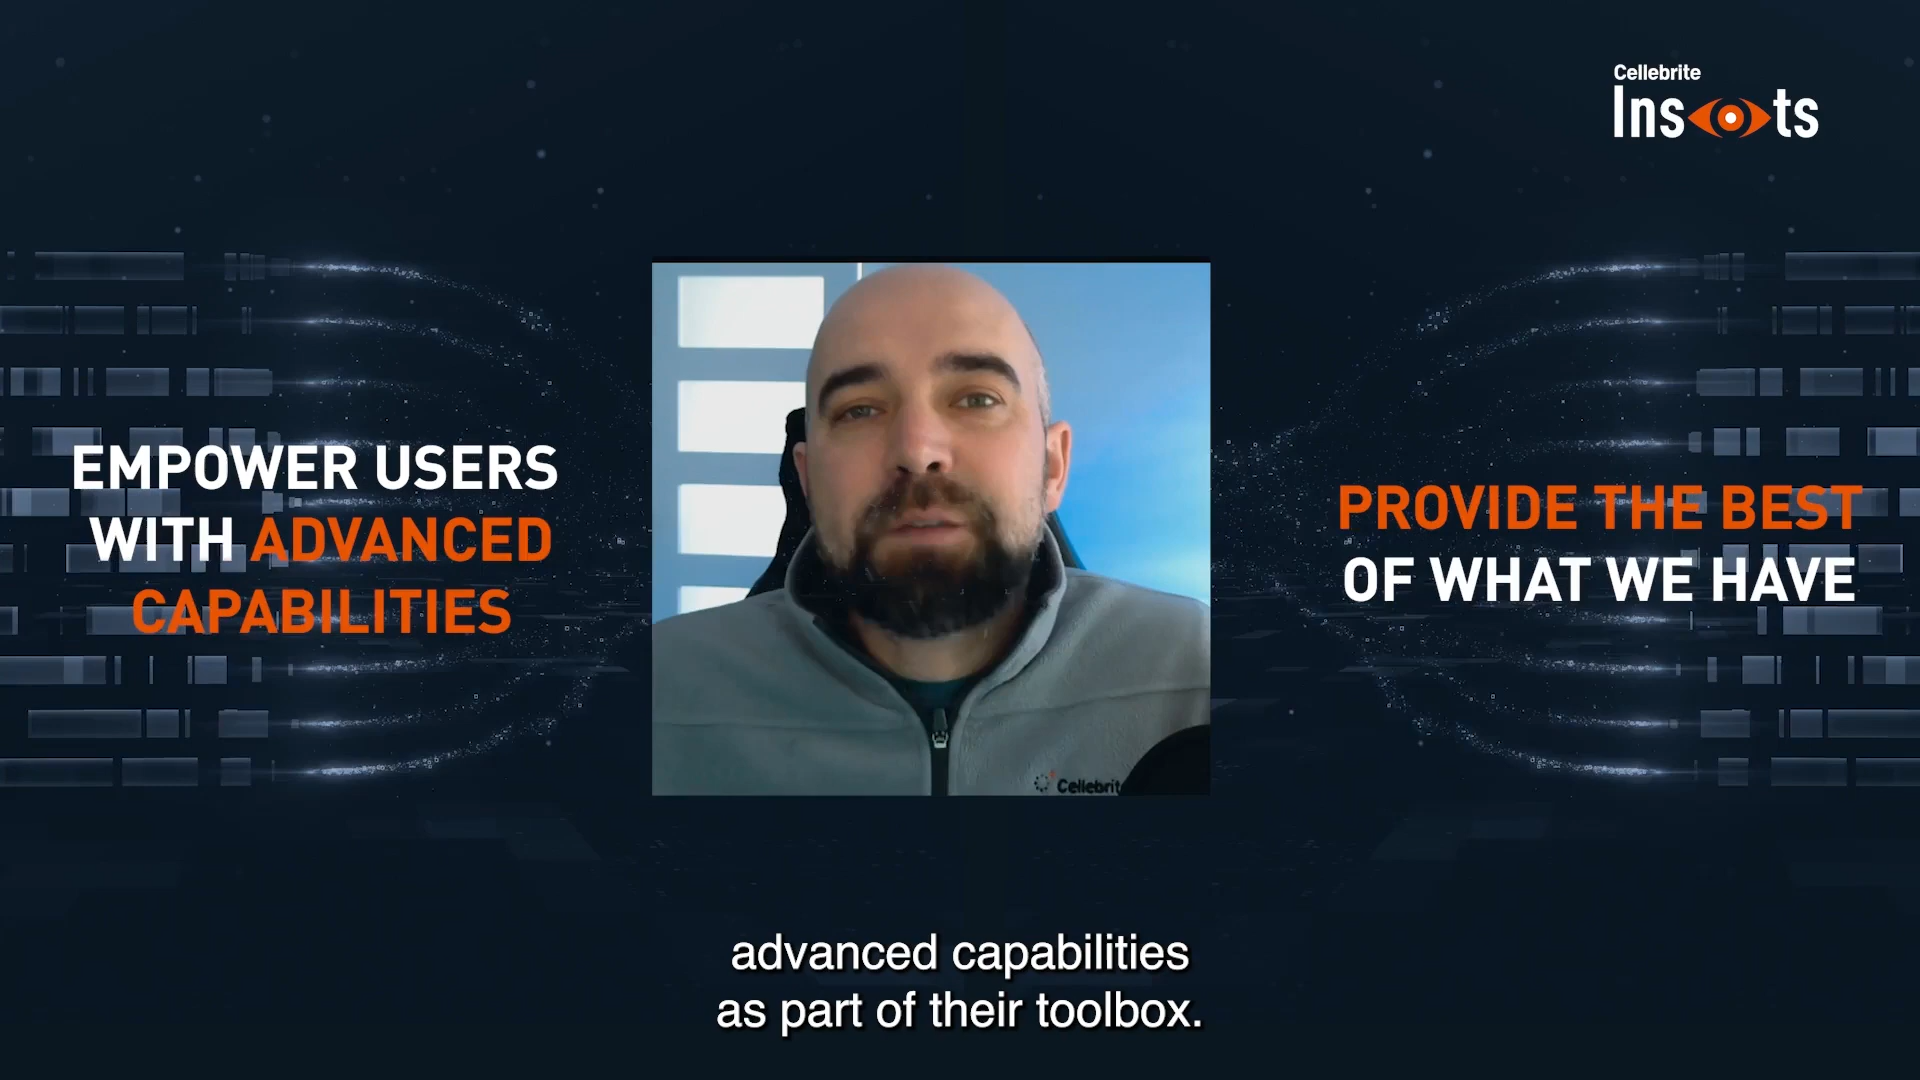 Cellebrite
Ins ts
EMPOWER USERS
WITH ADVANCED
CAPABILITIES
PROVIDE THE BEST
OF WHAT WE HAVE
Cellebrit
advanced capabilities
as part of their toolbox.